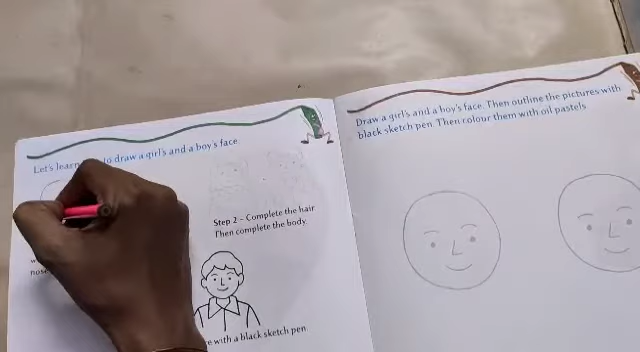 Let's learn to draw a girl's and a boy's face.
Step 2 - Complete the hair
Then complete the body.
with a black sketch pen
Draw a girl's and a boy's face. Then outline the pictures with
black sketch pen. Then colour them with oil pastels.